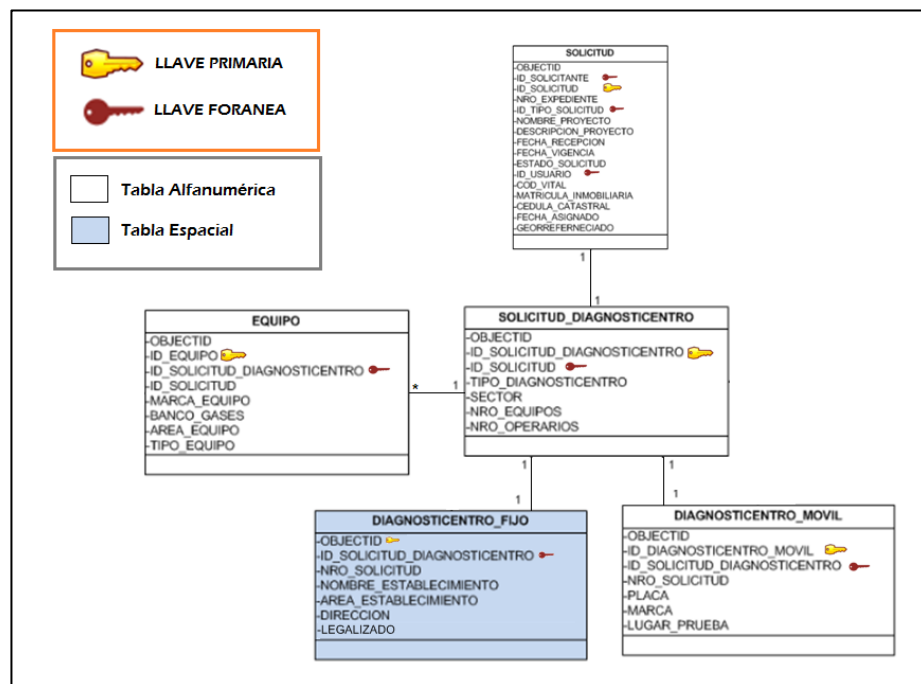 LLAVE PRIMARIA
LLAVE FORANEA
Tabla Alfanumérica
Tabla Espacial
SOLICITUD
-OBJECTID
-ID_SOLICITANTE
-ID_SOLICITUD
-NRO_EXPEDIENTE
-ID_TIPO_SOLICITUD
-NOMBRE_PROYECTO
-DESCRIPCION_PROYECTO
-FECHA_RECEPCION
-FECHA_VIGENCIA
-ESTADO_SOLICITUD
-ID_USUARIO
-COD_VITAL
-MATRICULA_INMOBILIARIA
-CEDULA_CATASTRAL
-FECHA_ASIGNADO
-GEORREFERNECIADO
1
1
EQUIPO
-OBJECTID
-ID_EQUIPO
-ID_SOLICITUD_DIAGNOSTICENTRO
-ID_SOLICITUD
-MARCA_EQUIPO
-BANCO_GASES
-AREA_EQUIPO
-TIPO_EQUIPO
*
1
SOLICITUD_DIAGNOSTICENTRO
-OBJECTID
-ID_SOLICITUD_DIAGNOSTICENTRO
-ID_SOLICITUD
-TIPO_DIAGNOSTICENTRO
-SECTOR
-NRO_EQUIPOS
-NRO_OPERARIOS
1
1
1
1
DIAGNOSTICENTRO_FIJO
-OBJECTID
-ID_SOLICITUD_DIAGNOSTICENTRO
-NRO_SOLICITUD
-NOMBRE_ESTABLECIMIENTO
-AREA_ESTABLECIMIENTO
-DIRECCION
-LEGALIZADO
DIAGNOSTICENTRO_MOVIL
-OBJECTID
-ID_DIAGNOSTICENTRO_MOVIL
-ID_SOLICITUD_DIAGNOSTICENTRO
-NRO_SOLICITUD
-PLACA
-MARCA
-LUGAR_PRUEBA